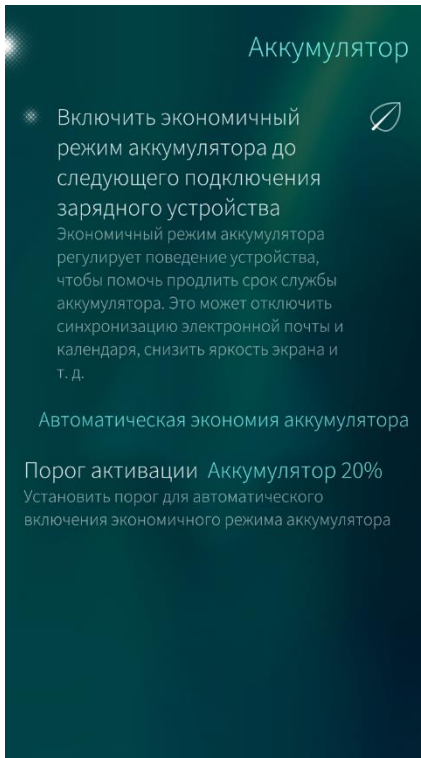 Аккумулятор
Включить экономичный
режим аккумулятора до
следующего подключения
зарядного устройства
Экономичный режим аккумулятора
регулирует поведение устройства,
чтобы помочь продлить срок службы
аккумулятора. Это может отключить
синхронизацию электронной почты и
календаря, снизить яркость экрана и
т. д.
Автоматическая экономия аккумулятора
Порог активации Аккумулятор 20%
Установить порог для автоматического
включения экономичного режима аккумулятора